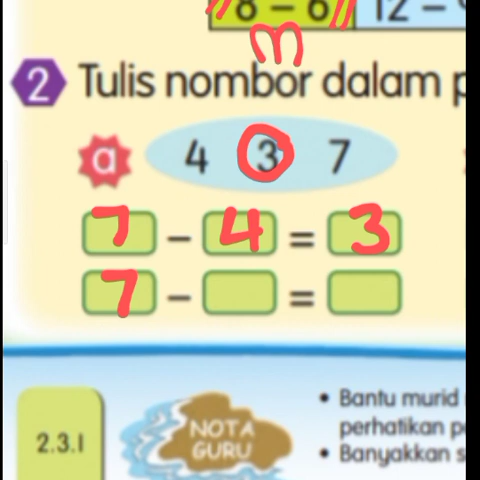 8 – 6 12 –
m
2 Tulis nombor dalam
a 4 3 7
7 – 4 = 3
7 – =
2.3.1
NOTA
GURU
• Bantu murid
perhatikan
• Banyakkan